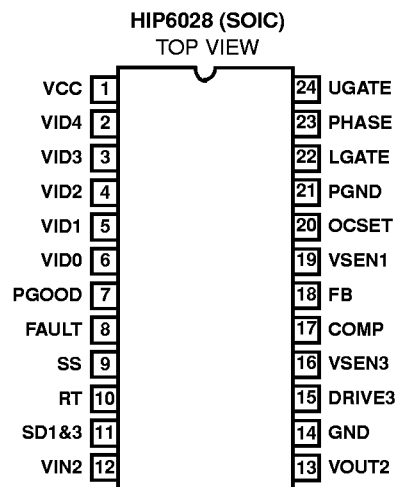 HIP6028 (SOIC)
TOP VIEW
VCC 1 24 UGATE
VID4 2 23 PHASE
VID3 3 22 LGATE
VID2 4 21 PGND
VID1 5 20 OCSET
VID0 6 19 VSEN1
PGOOD 7 18 FB
FAULT 8 17 COMP
SS 9 16 VSEN3
RT 10 15 DRIVE3
SD1&3 11 14 GND
VIN2 12 13 VOUT2